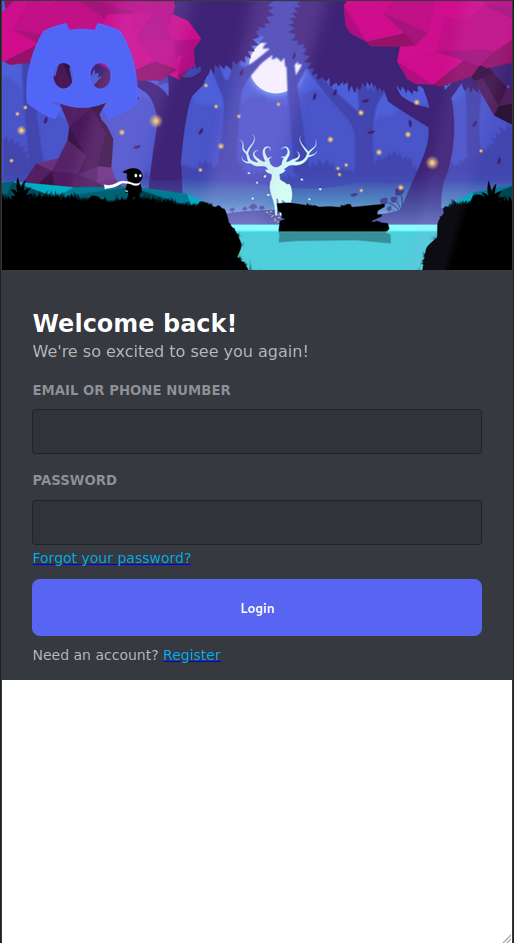 Welcome back!
We're so excited to see you again!
EMAIL OR PHONE NUMBER
PASSWORD
Forgot your password?
Login
Need an account? Register